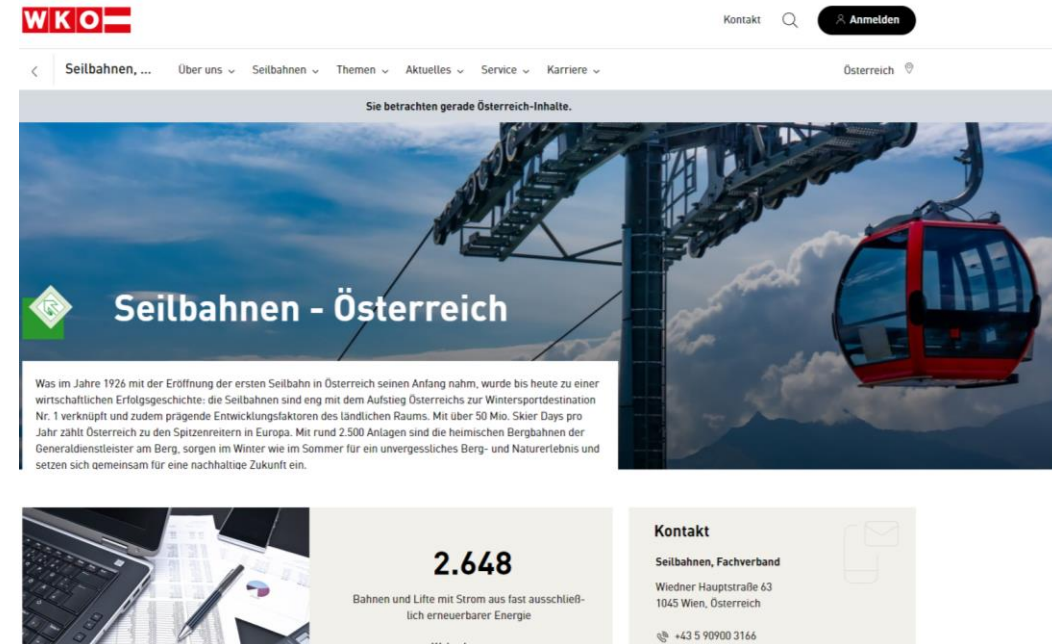 WKO
Kontakt
Anmelden
Seilbahnen, ...
Über uns
Seilbahnen
Themen
Aktuelles
Service
Karriere
Österreich
Sie betrachten gerade Österreich-Inhalte.
Seilbahnen - Österreich
Was im Jahre 1926 mit der Eröffnung der ersten Seilbahn in Österreich seinen Anfang nahm, wurde bis heute zu einer
wirtschaftlichen Erfolgsgeschichte: die Seilbahnen sind eng mit dem Aufstieg Österreichs zur Wintersportdestination
Nr. 1 verknüpft und zudem prägende Entwicklungsfaktoren des ländlichen Raums. Mit über 50 Mio. Skier Days pro
Jahr zählt Österreich zu den Spitzenreitern in Europa. Mit rund 2.500 Anlagen sind die heimischen Bergbahnen der
Generaldienstleister am Berg, sorgen im Winter wie im Sommer für ein unvergessliches Berg- und Naturerlebnis und
setzen sich gemeinsam für eine nachhaltige Zukunft ein.
2.648
Bahnen und Lifte mit Strom aus fast ausschließ-
lich erneuerbarer Energie
Kontakt
Seilbahnen, Fachverband
Wiedner Hauptstraße 63
1045 Wien, Österreich
+43 5 90900 3166